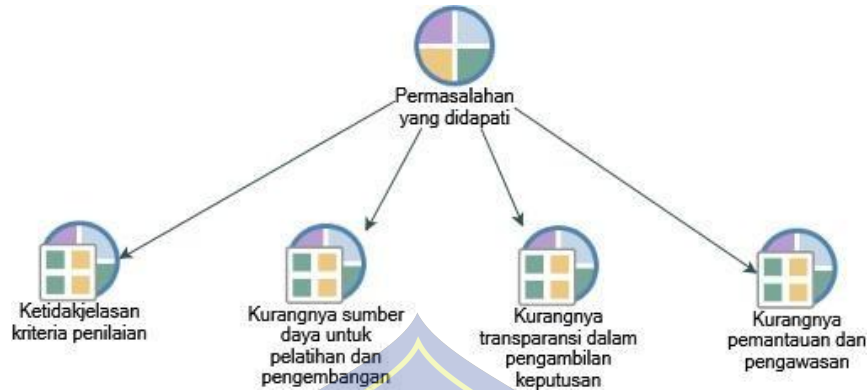 Permasalahan
yang didapati
Ketidakjelasan
kriteria penilaian
Kurangnya sumber
daya untuk
pelatihan dan
pengembangan
Kurangnya
transparansi dalam
pengambilan
keputusan
Kurangnya
pemantauan dan
pengawasan